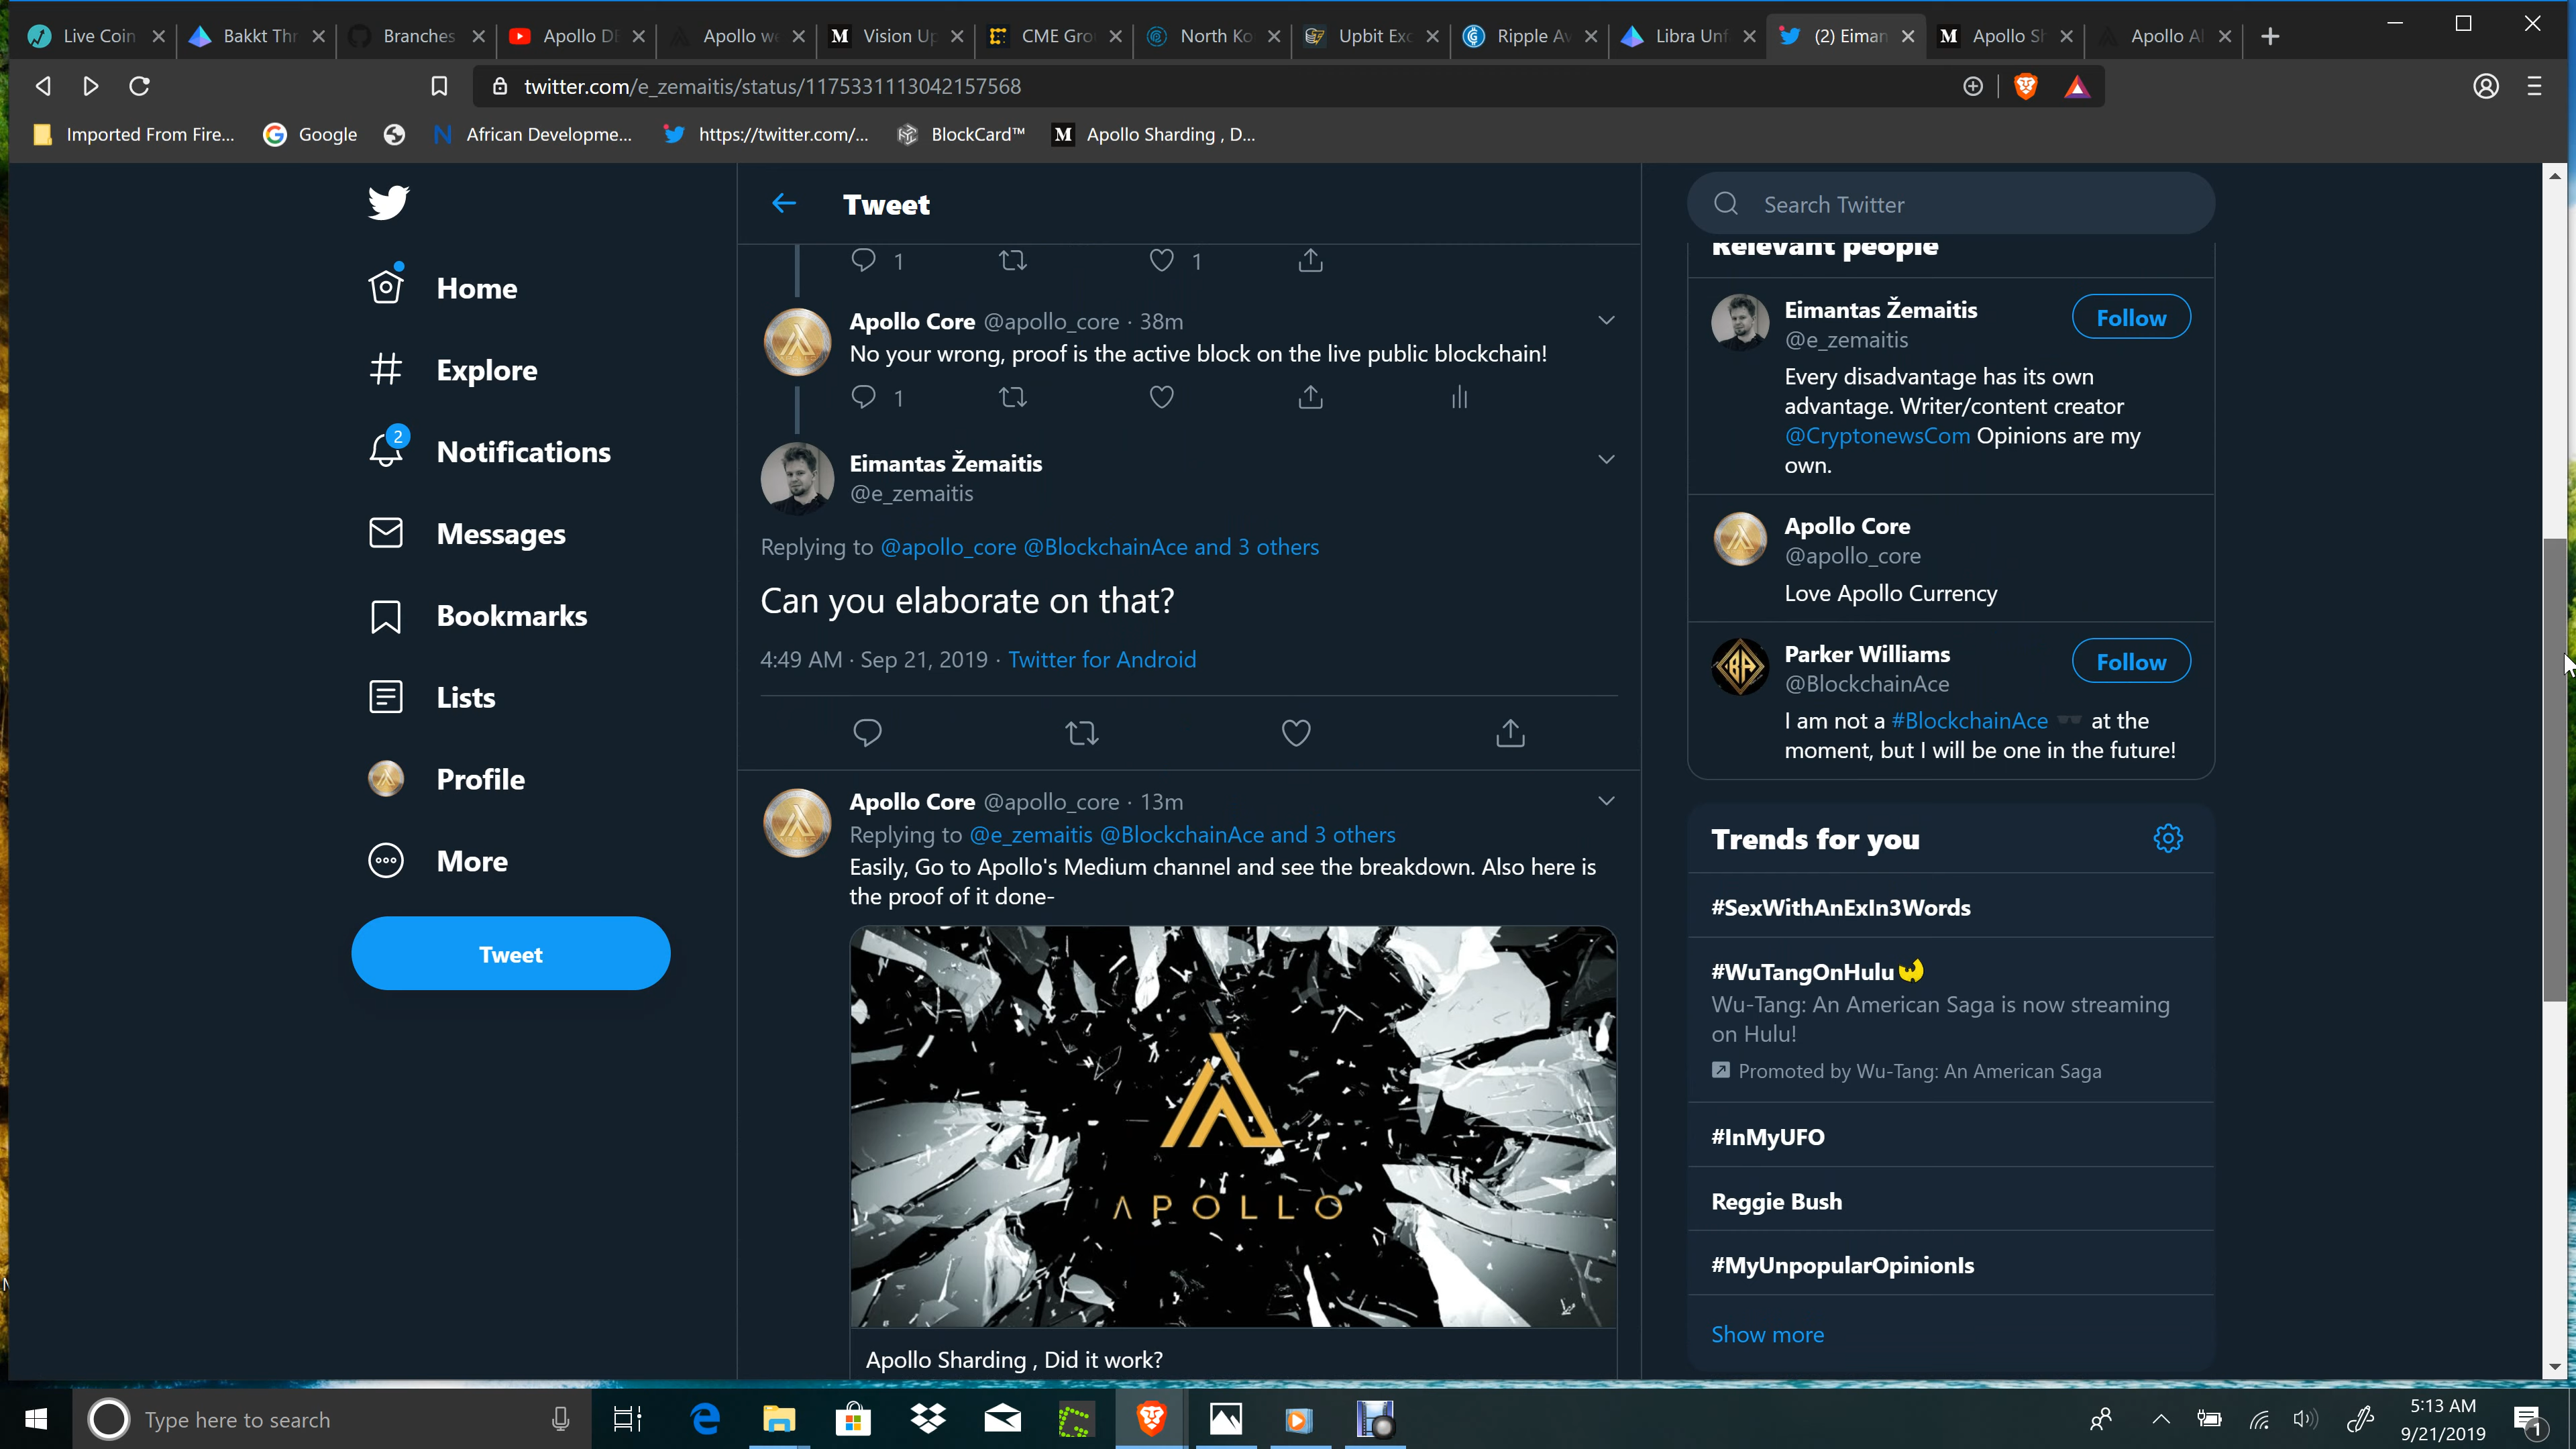 Live Coin
Bakkt Thr
Branches
Apollo DE
Apollo we
Vision Up
CME Gro
North Ko
Upbit Exc
Ripple Av
Libra Unf
(2) Eiman
Apollo Sh
Apollo Al
twitter.com/e_zemaitis/status/1175331113042157568
Imported From Fire...
Google
African Developme...
https://twitter.com/...
BlockCard™
Apollo Sharding , D...
Home
Explore
2
Notifications
Messages
Bookmarks
Lists
Profile
More
Tweet
Tweet
1
1
Apollo Core @apollo_core · 38m
No your wrong, proof is the active block on the live public blockchain!
1
Eimantas Žemaitis
@e_zemaitis
Replying to @apollo_core @BlockchainAce and 3 others
Can you elaborate on that?
4:49 AM · Sep 21, 2019 · Twitter for Android
Apollo Core @apollo_core · 13m
Replying to @e_zemaitis @BlockchainAce and 3 others
Easily, Go to Apollo's Medium channel and see the breakdown. Also here is
the proof of it done-
APOLLO
Apollo Sharding , Did it work?
Search Twitter
Relevant people
Eimantas Žemaitis
@e_zemaitis
Follow
Every disadvantage has its own
advantage. Writer/content creator
@CryptonewsCom Opinions are my
own.
Apollo Core
@apollo_core
Love Apollo Currency
Parker Williams
@BlockchainAce
Follow
I am not a #BlockchainAce 🕶 at the
moment, but I will be one in the future!
Trends for you
#SexWithAnExIn3Words
#WuTangOnHulu
Wu-Tang: An American Saga is now streaming
on Hulu!
Promoted by Wu-Tang: An American Saga
#InMyUFO
Reggie Bush
#MyUnpopularOpinionIs
Show more
Type here to search
5:13 AM
9/21/2019
1